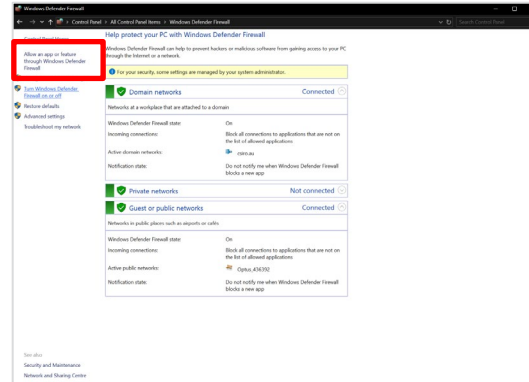 Windows Defender Firewall
Control Panel > All Control Panel Items > Windows Defender Firewall
Search Control Panel
Control Panel Home
Allow an app or feature
through Windows Defender
Firewall
Turn Windows Defender
Firewall on or off
Restore defaults
Advanced settings
Troubleshoot my network
Help protect your PC with Windows Defender Firewall
Windows Defender Firewall can help to prevent hackers or malicious software from gaining access to your PC
through the Internet or a network.
For your security, some settings are managed by your system administrator.
Domain networks Connected
Networks at a workplace that are attached to a domain
Windows Defender Firewall state: On
Incoming connections: Block all connections to applications that are not on
the list of allowed applications
Active domain networks:
Notification state: Do not notify me when Windows Defender Firewall
blocks a new app
Private networks Not connected
Guest or public networks Connected
Networks in public places such as airports or cafés
Windows Defender Firewall state: On
Incoming connections: Block all connections to applications that are not on
the list of allowed applications
Active public networks: Optus_436392
Notification state: Do not notify me when Windows Defender Firewall
blocks a new app
See also
Security and Maintenance
Network and Sharing Centre